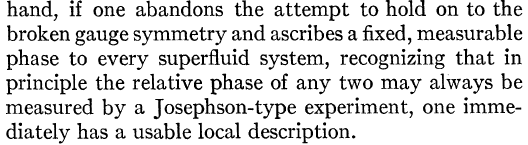 hand, if one abandons the attempt to hold on to the
broken gauge symmetry and ascribes a fixed, measurable
phase to every superfluid system, recognizing that in
principle the relative phase of any two may always be
measured by a Josephson-type experiment, one imme-
diately has a usable local description.